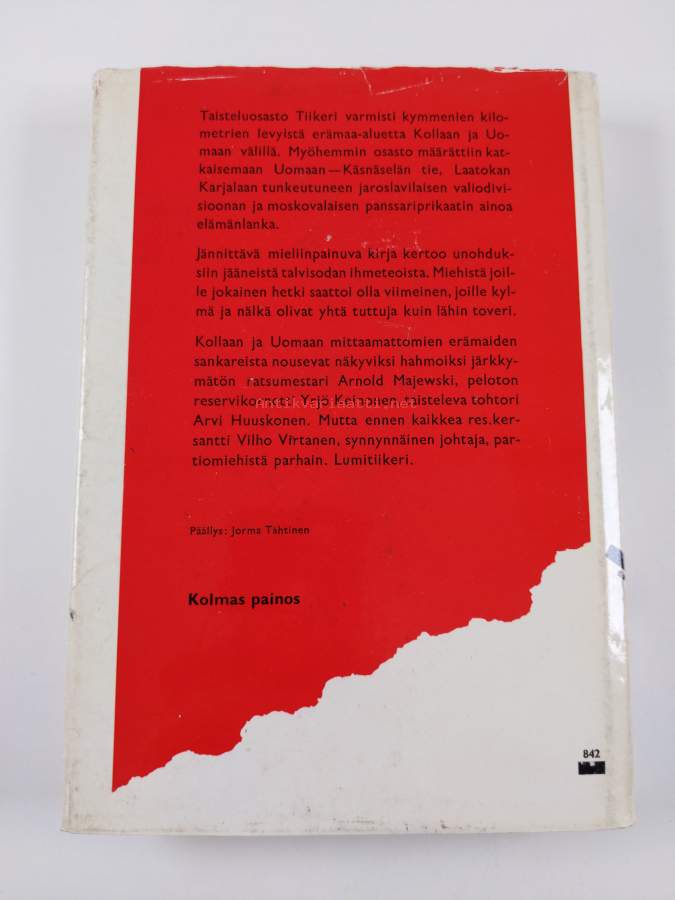 Taisteluosasto Tiikeri varmisti kymmenien kilo-
metrien levyistä erämaa-aluetta Kollaan ja Uo-
maan välillä. Myöhemmin osasto määrättiin kat-
kaisemaan Uomaan—Käsnäselän tie, Laatokan
Karjalaan tunkeutuneen jaroslavilaisen valiodivi-
sioonan ja moskovalaisen panssariprikaatin ainoa
elämänlanka.
Jännittävä mieliinpainuva kirja kertoo unohduk-
siin jääneistä talvisodan ihmeteoista. Miehistä joil-
le jokainen hetki saattoi olla viimeinen, joille kyl-
mä ja nälkä olivat yhtä tuttuja kuin lähin toveri.
Kollaan ja Uomaan mittaamattomien erämaiden
sankareista nousevat näkyviksi hahmoiksi järkky-
mätön ratsumestari Arnold Majewski, peloton
reservikornetti Yrjö Keinonen, taisteleva tohtori
Antikvariaatti.net
Arvi Huuskonen. Mutta ennen kaikkea res.ker-
santti Vilho Virtanen, synnynnäinen johtaja, par-
tiomiehistä parhain. Lumitiikeri.
Päällys: Jorma Tähtinen
Kolmas painos
842